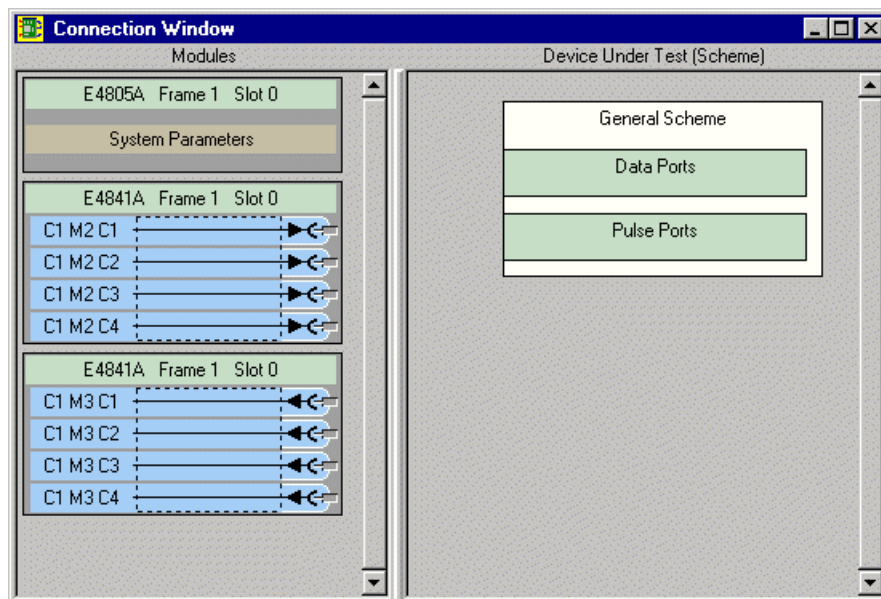 Connection Window
Modules
Device Under Test (Scheme)
E4805A Frame 1 Slot 0
System Parameters
E4841A Frame 1 Slot 0
C1 M2 C1
C1 M2 C2
C1 M2 C3
C1 M2 C4
E4841A Frame 1 Slot 0
C1 M3 C1
C1 M3 C2
C1 M3 C3
C1 M3 C4
General Scheme
Data Ports
Pulse Ports